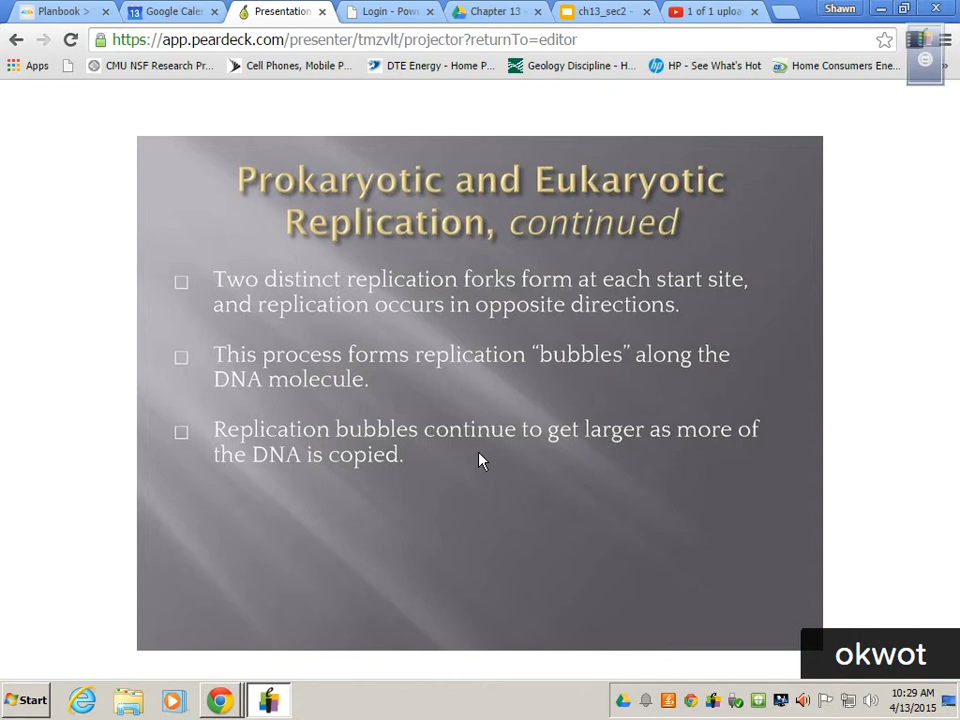 Planbook >
Google Cale
Presentation
Login - Pow
Chapter 13 -
ch13_sec2 -
1 of 1 uploa
Shawn
https://app.peardeck.com/presenter/tmzvlt/projector?returnTo=editor
Apps
CMU NSF Research Pr...
Cell Phones, Mobile P...
DTE Energy - Home P...
Geology Discipline - H...
HP - See What's Hot
Home Consumers Ene...
»
Prokaryotic and Eukaryotic
Replication, continued
Two distinct replication forks form at each start site,
and replication occurs in opposite directions.
This process forms replication “bubbles” along the
DNA molecule.
Replication bubbles continue to get larger as more of
the DNA is copied.
okwot
Start
10:29 AM
4/13/2015